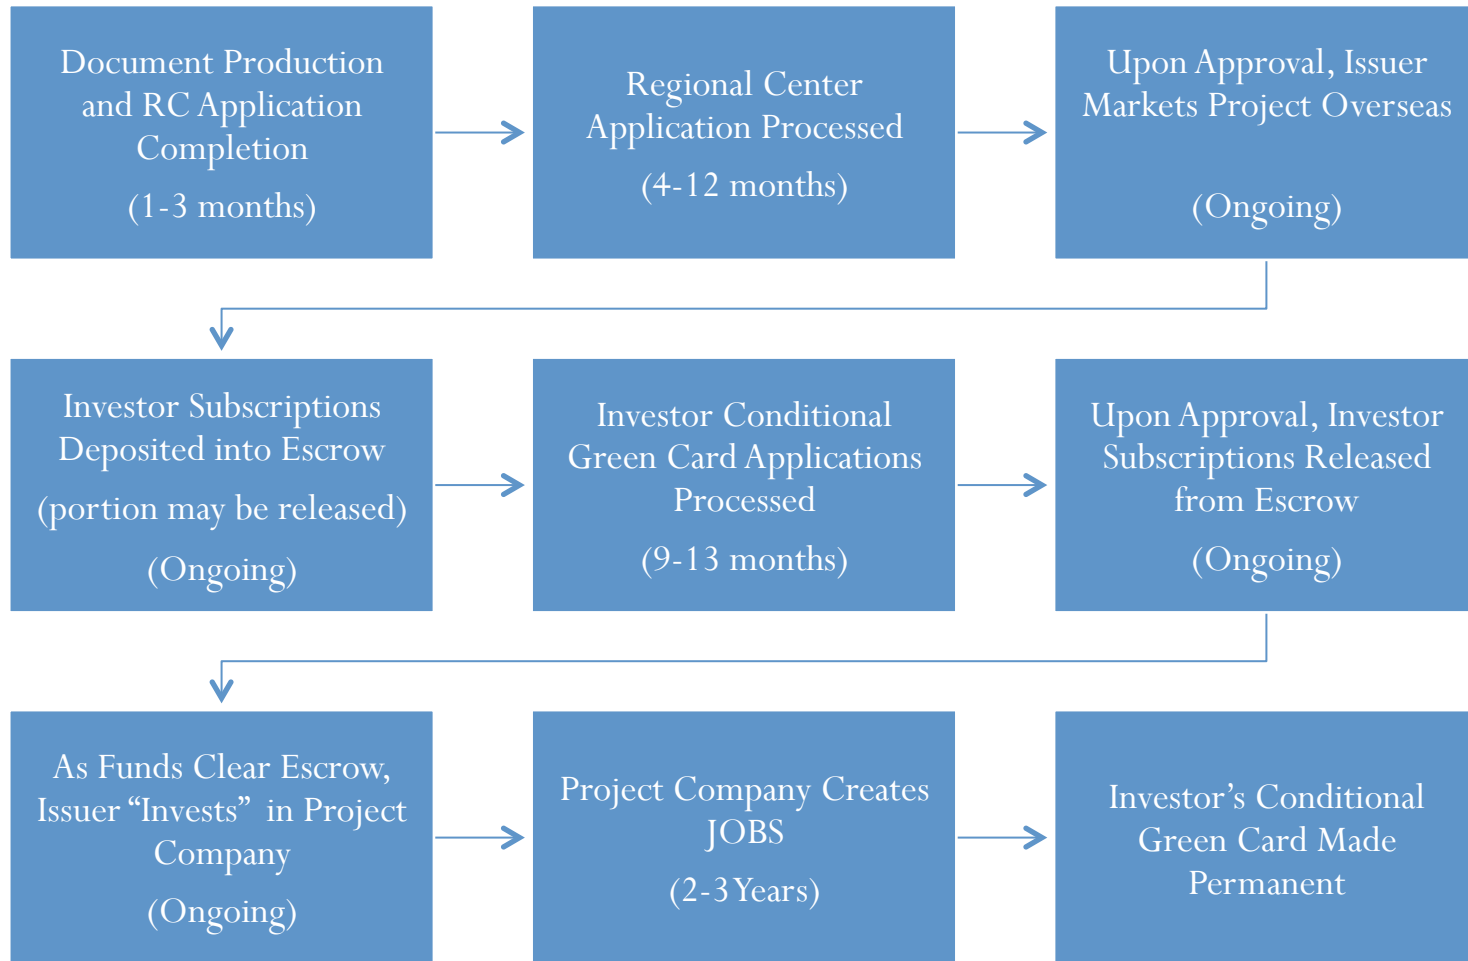 Document Production
and RC Application
Completion
(1-3 months)
Regional Center
Application Processed
(4-12 months)
Upon Approval, Issuer
Markets Project Overseas
(Ongoing)
Investor Subscriptions
Deposited into Escrow
(portion may be released)
(Ongoing)
Investor Conditional
Green Card Applications
Processed
(9-13 months)
Upon Approval, Investor
Subscriptions Released
from Escrow
(Ongoing)
As Funds Clear Escrow,
Issuer “Invests” in Project
Company
(Ongoing)
Project Company Creates
JOBS
(2-3 Years)
Investor’s Conditional
Green Card Made
Permanent